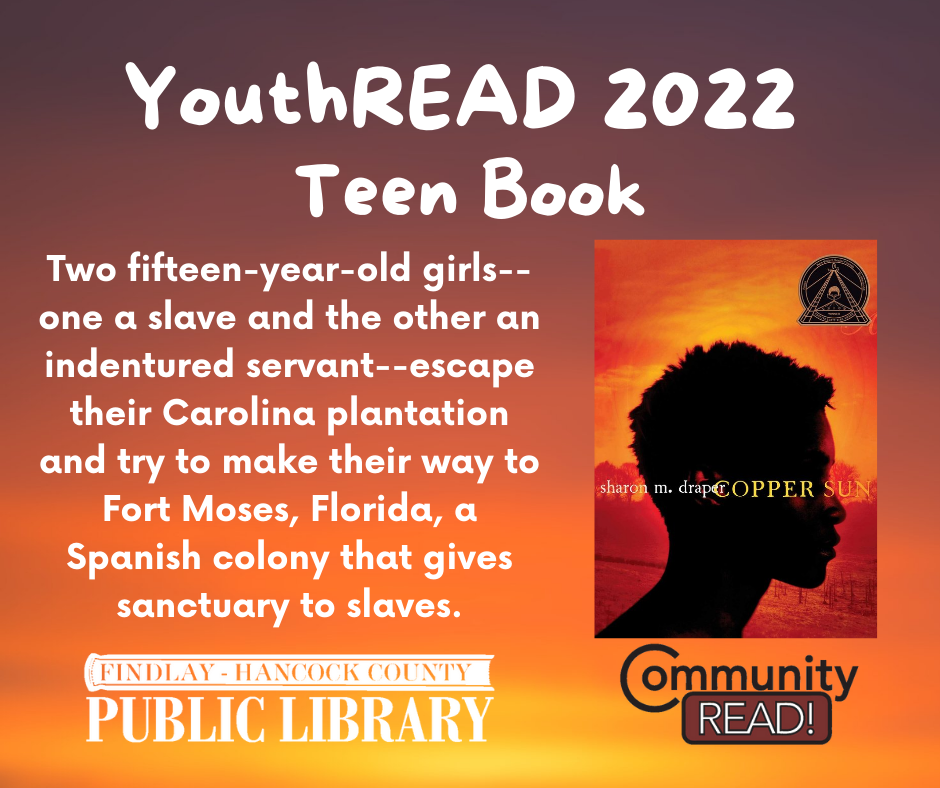 YouthREAD 2022
Teen Book
Two fifteen-year-old girls--
one a slave and the other an
indentured servant--escape
their Carolina plantation
and try to make their way to
Fort Moses, Florida, a
Spanish colony that gives
sanctuary to slaves.
sharon m. draper COPPER SUN
FINDLAY - HANCOCK COUNTY
PUBLIC LIBRARY
Community
READ!